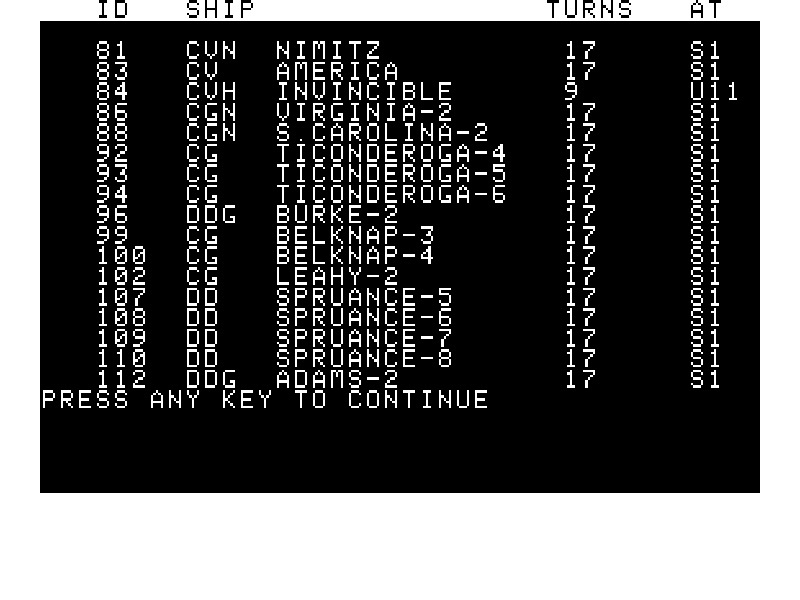 ID SHIP TURNS AT
81 CVN NIMITZ 17 S1
83 CV AMERICA 17 S1
84 CVH INVINCIBLE 9 U11
86 CGN VIRGINIA-2 17 S1
88 CGN S.CAROLINA-2 17 S1
92 CG TICONDEROGA-4 17 S1
93 CG TICONDEROGA-5 17 S1
94 CG TICONDEROGA-6 17 S1
96 DDG BURKE-2 17 S1
99 CG BELKNAP-3 17 S1
100 CG BELKNAP-4 17 S1
102 CG LEAHY-2 17 S1
107 DD SPRUANCE-5 17 S1
108 DD SPRUANCE-6 17 S1
109 DD SPRUANCE-7 17 S1
110 DD SPRUANCE-8 17 S1
112 DDG ADAMS-2 17 S1
PRESS ANY KEY TO CONTINUE